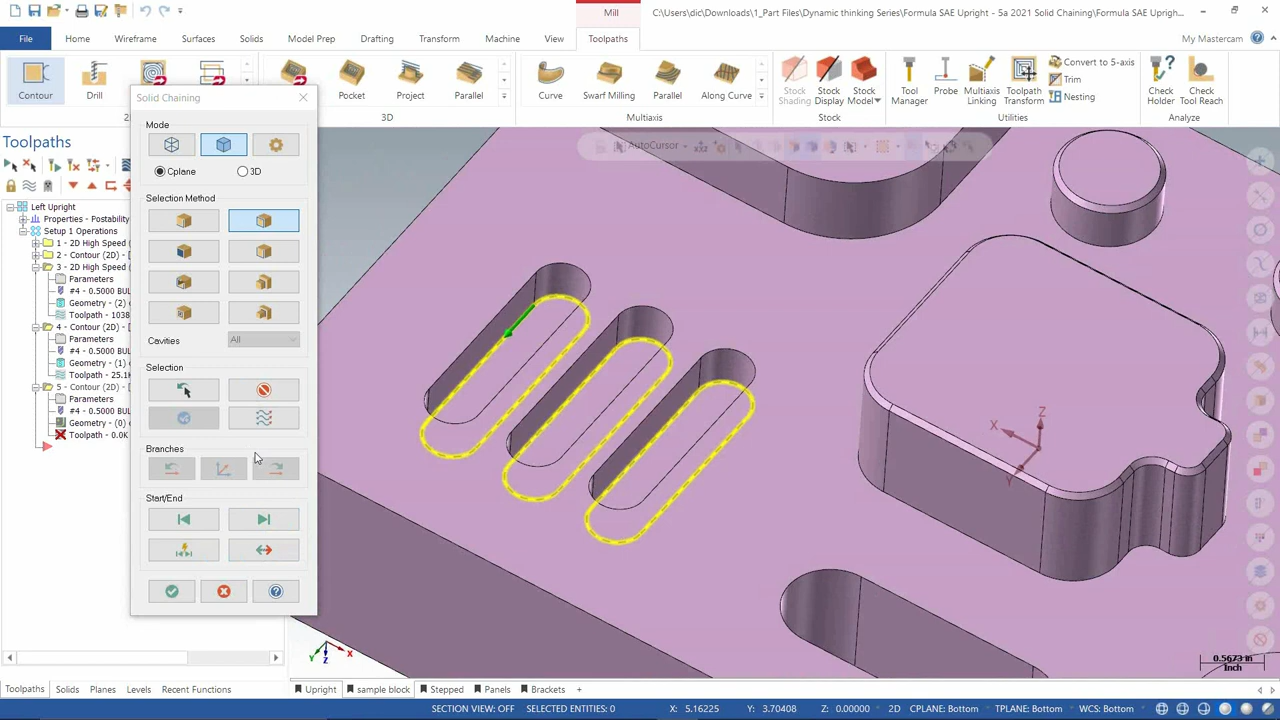 Mill
C:\Users\dic\Downloads\1_Part Files\Dynamic thinking Series\Formula SAE Upright - 5a 2021 Solid Chaining\Formula SAE Uprigh...
File
Home
Wireframe
Surfaces
Solids
Model Prep
Drafting
Transform
Machine
View
Toolpaths
My Mastercam
Contour
Drill
Pocket
Project
Parallel
Curve
Swarf Milling
Parallel
Along Curve
Stock Shading
Stock Display
Stock Model
Tool Manager
Probe
Multiaxis Linking
Toolpath Transform
Convert to 5-axis
Trim
Nesting
Check Holder
Check Tool Reach
3D
Multiaxis
Stock
Utilities
Analyze
Solid Chaining
Mode
Cplane
3D
Selection Method
Cavities
All
Selection
Branches
Start/End
Toolpaths
Left Upright
Properties - Postability
Setup 1 Operations
1 - 2D High Speed
2 - Contour (2D)
3 - 2D High Speed
Parameters
#4 - 0.5000 BUL
Geometry - (2)
Toolpath - 1038
4 - Contour (2D)
Parameters
#4 - 0.5000 BUL
Geometry - (1)
Toolpath - 25.1K
5 - Contour (2D)
Parameters
#4 - 0.5000 BUL
Geometry - (0)
Toolpath - 0.0K
AutoCursor
X
Z
Y
Y
Z
X
0.5673 in
Inch
Toolpaths
Solids
Planes
Levels
Recent Functions
Upright
sample block
Stepped
Panels
Brackets
+
SECTION VIEW: OFF
SELECTED ENTITIES: 0
X: 5.16225
Y: 3.70408
Z: 0.00000
2D
CPLANE: Bottom
TPLANE: Bottom
WCS: Bottom